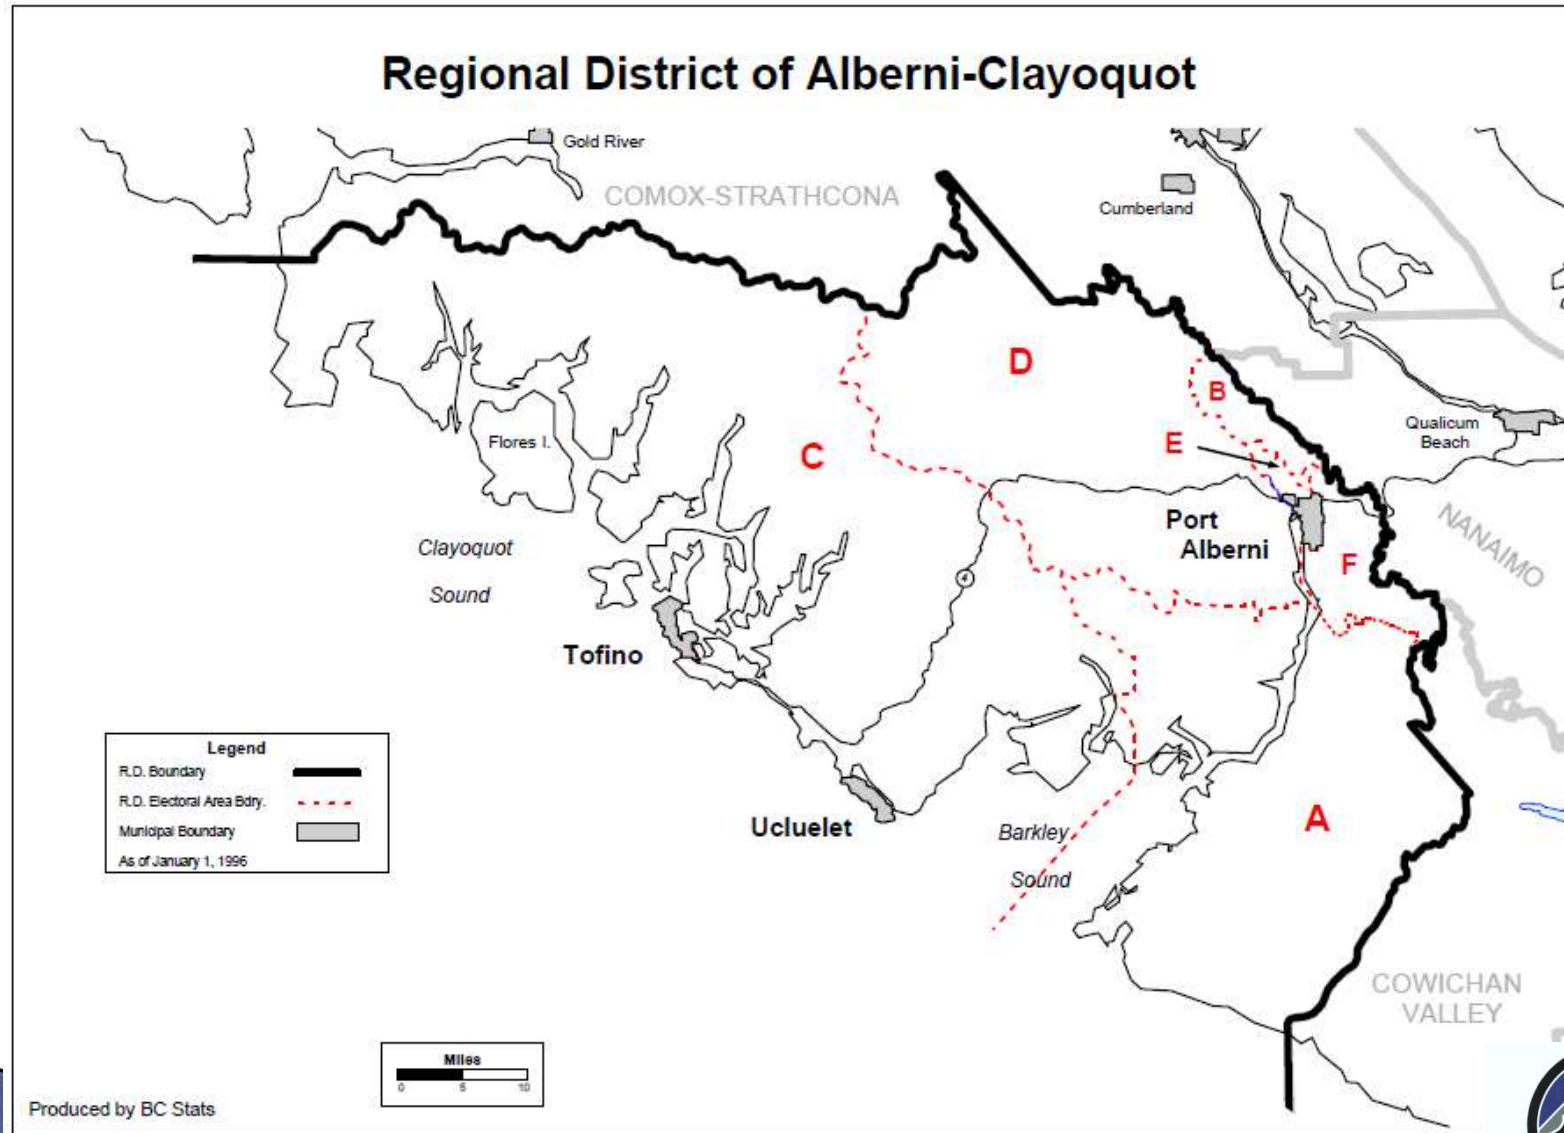 Regional District of Alberni-Clayoquot
Gold River
COMOX-STRATHCONA
Cumberland
D
B
Qualicum
Beach
Flores I.
C
E
Port
Alberni
NANAIMO
Clayoquot
Sound
4
F
Tofino
Legend
R.D. Boundary
R.D. Electoral Area Bdry.
Municipal Boundary
As of January 1, 1996
Ucluelet
Barkley
Sound
A
COWICHAN
VALLEY
Miles
0 5 10
Produced by BC Stats